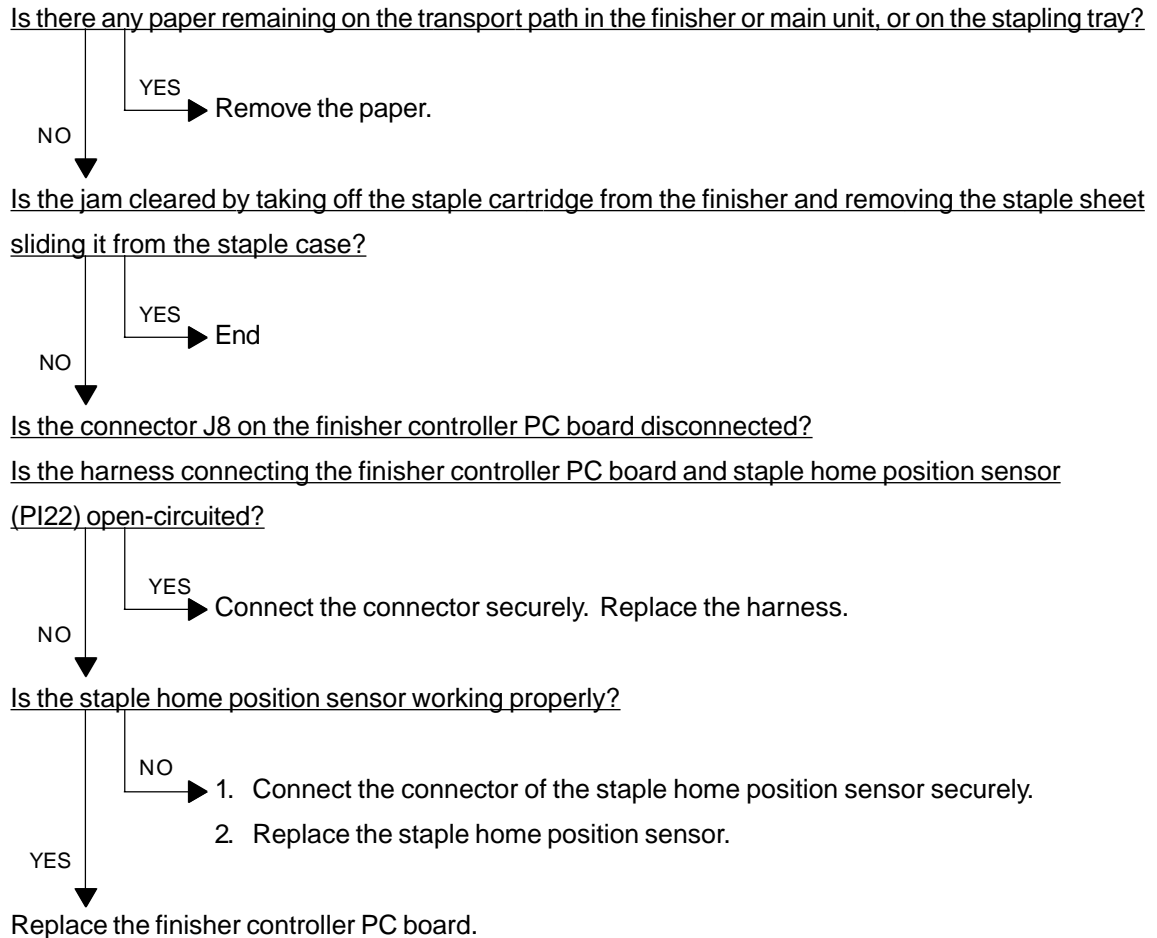 Is there any paper remaining on the transport path in the finisher or main unit, or on the stapling tray?
YES
Remove the paper.
NO
Is the jam cleared by taking off the staple cartridge from the finisher and removing the staple sheet
sliding it from the staple case?
YES
End
NO
Is the connector J8 on the finisher controller PC board disconnected?
Is the harness connecting the finisher controller PC board and staple home position sensor
(PI22) open-circuited?
YES
Connect the connector securely. Replace the harness.
NO
Is the staple home position sensor working properly?
NO
1. Connect the connector of the staple home position sensor securely.
2. Replace the staple home position sensor.
YES
Replace the finisher controller PC board.